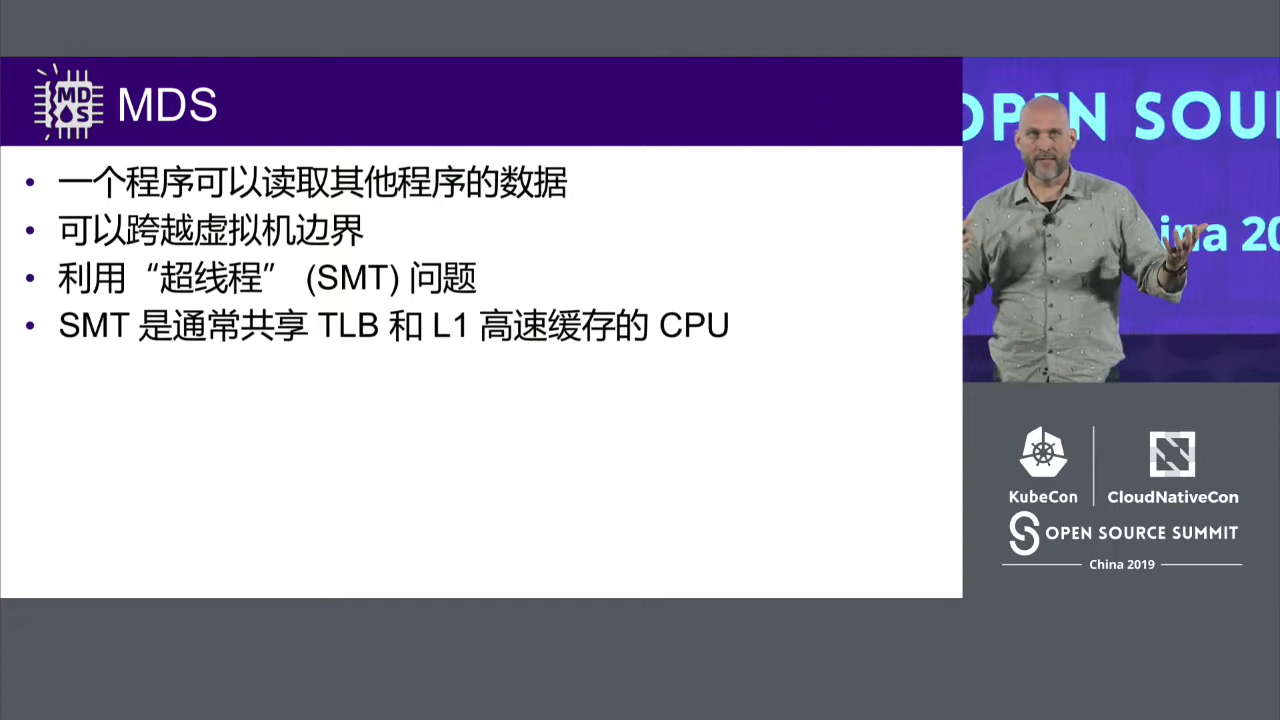 MDS
MDS
• 一个程序可以读取其他程序的数据
• 可以跨越虚拟机边界
• 利用“超线程” (SMT) 问题
• SMT 是通常共享 TLB 和 L1 高速缓存的 CPU
OPEN SOU
ina 20
KubeCon
CloudNativeCon
OPEN SOURCE SUMMIT
China 2019